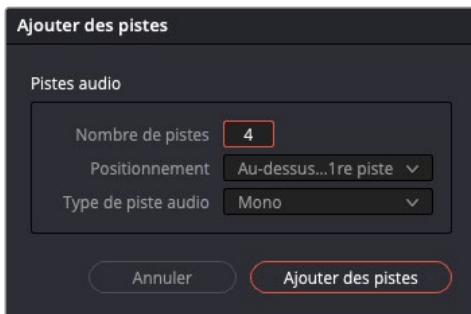 Ajouter des pistes
Pistes audio
Nombre de pistes 4
Positionnement Au-dessus...1re piste
Type de piste audio Mono
Annuler Ajouter des pistes